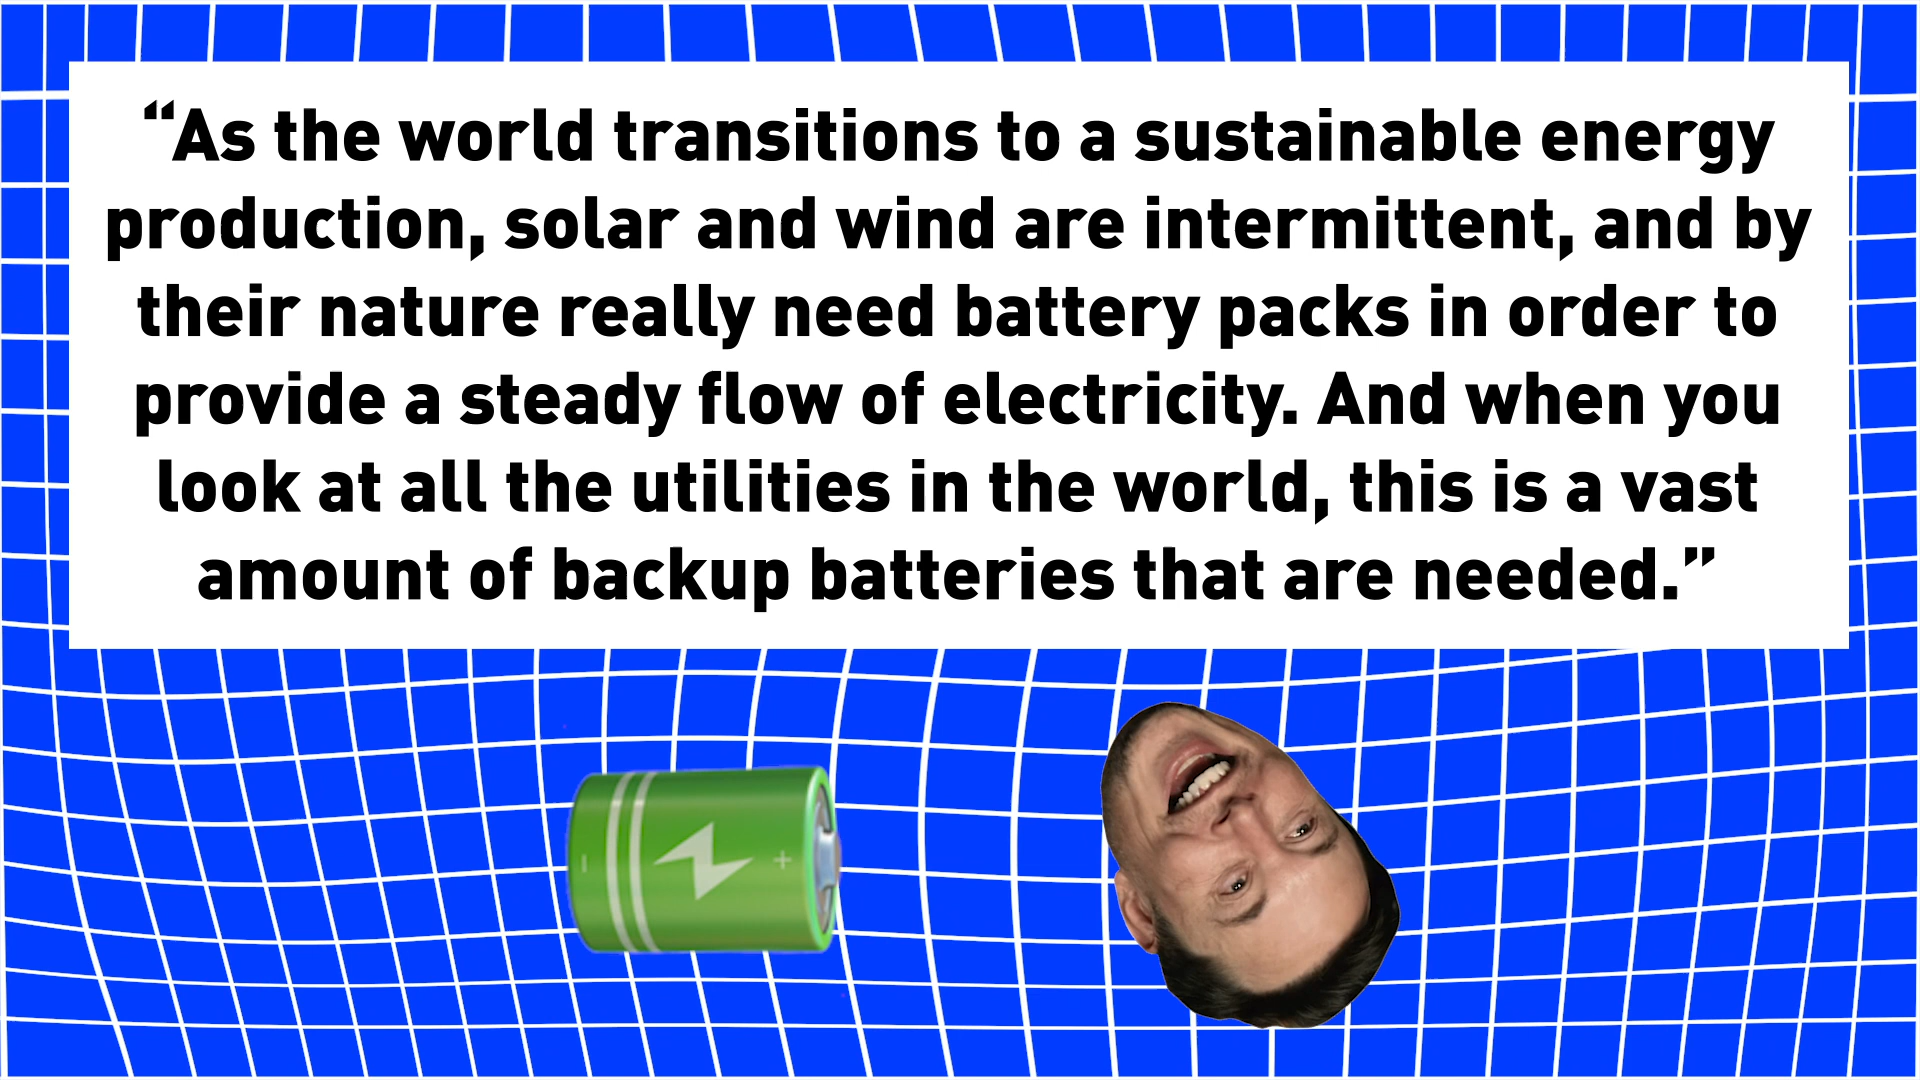 “As the world transitions to a sustainable energy
production, solar and wind are intermittent, and by
their nature really need battery packs in order to
provide a steady flow of electricity. And when you
look at all the utilities in the world, this is a vast
amount of backup batteries that are needed.”